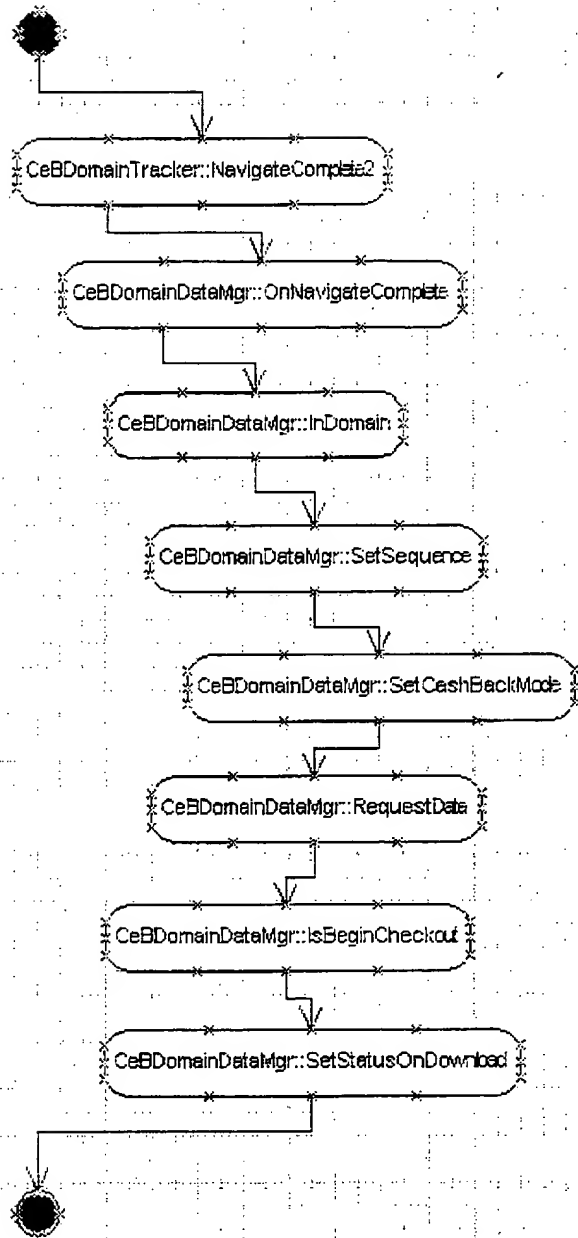 CeBDomainTracker::NavigateComplete2
CeBDomainDataMgr::OnNavigateComplete
CeBDomainDataMgr::InDomain
CeBDomainDataMgr::SetSequence
CeBDomainDataMgr::SetCashBackMode
CeBDomainDataMgr::RequestData
CeBDomainDataMgr::IsBeginCheckout
CeBDomainDataMgr::SetStatusOnDownload